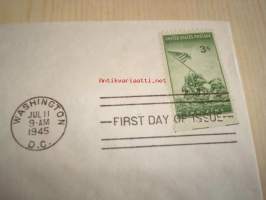 UNITED STATES POSTAGE
3¢
Antikvariaatti.net
WASHINGTON
JUL 11
9-AM
1945
D.C.
FIRST DAY OF ISSUE